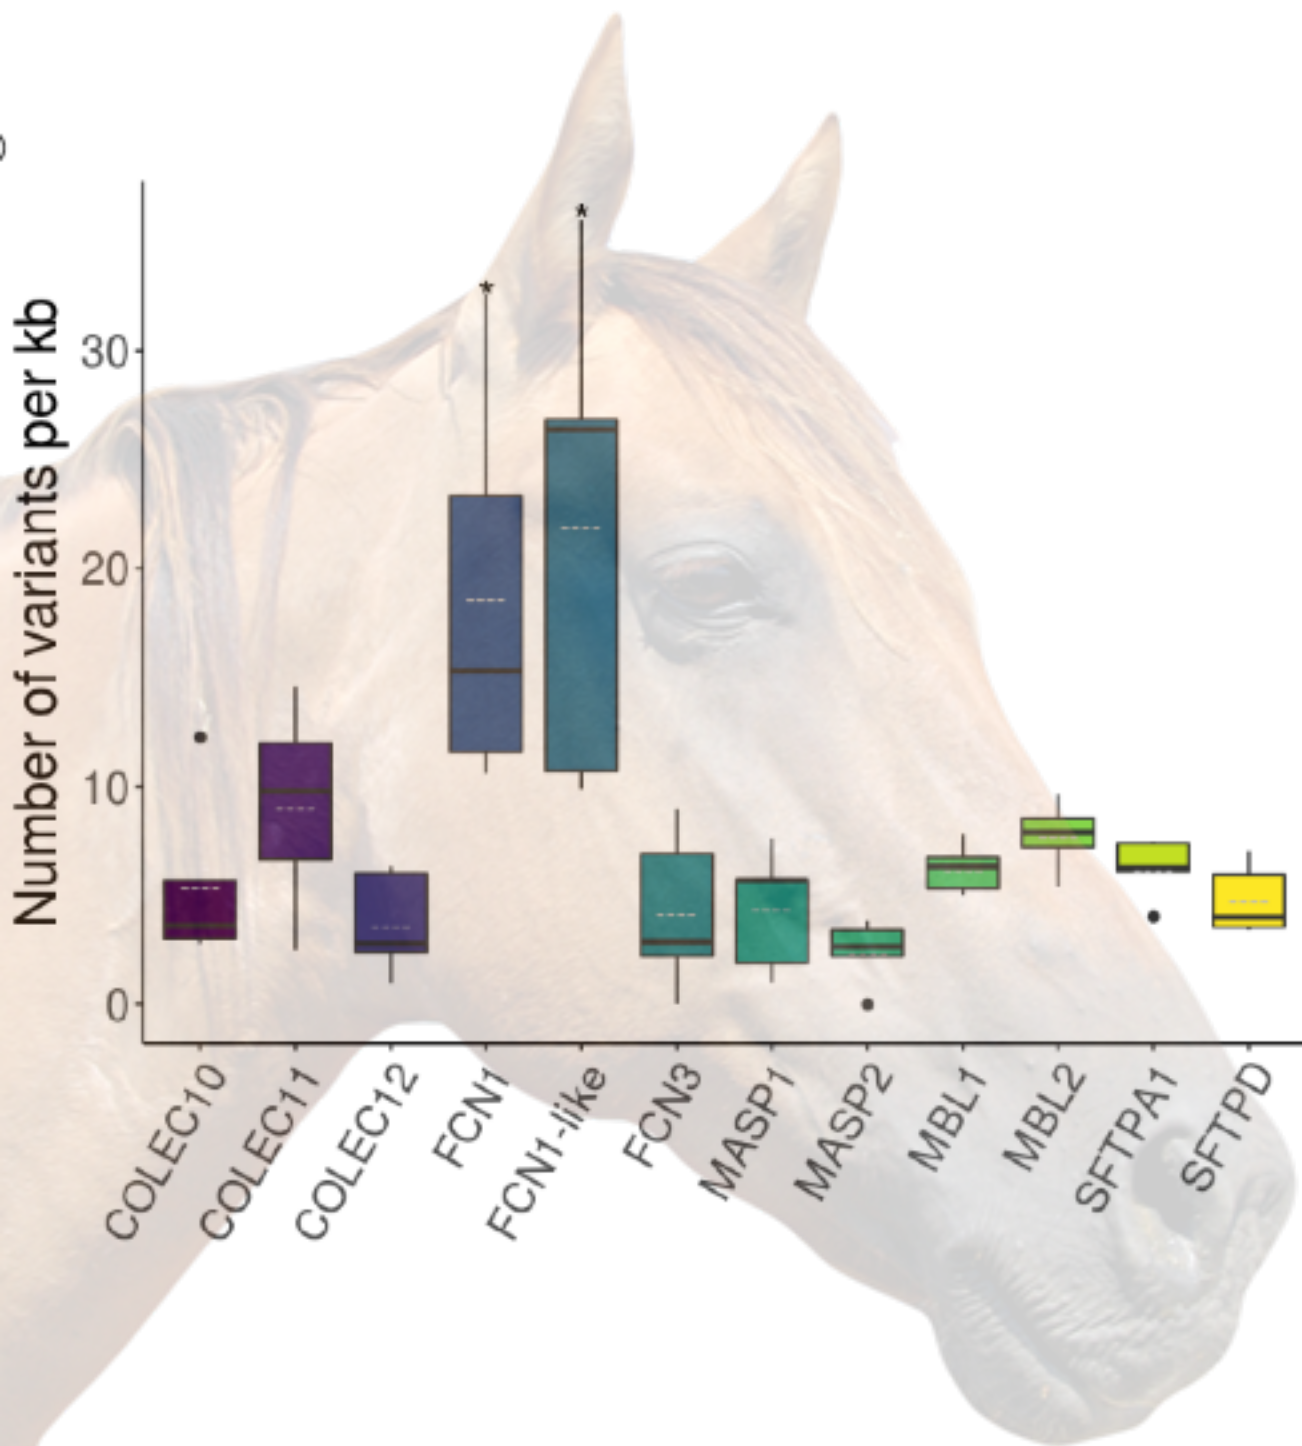 Number of variants per kb
30
20
10
0
*
*
COLEC10
COLEC11
COLEC12
FCN1
FCN1-like
FCN3
MASP1
MASP2
MBL1
MBL2
SFTPA1
SFTPD